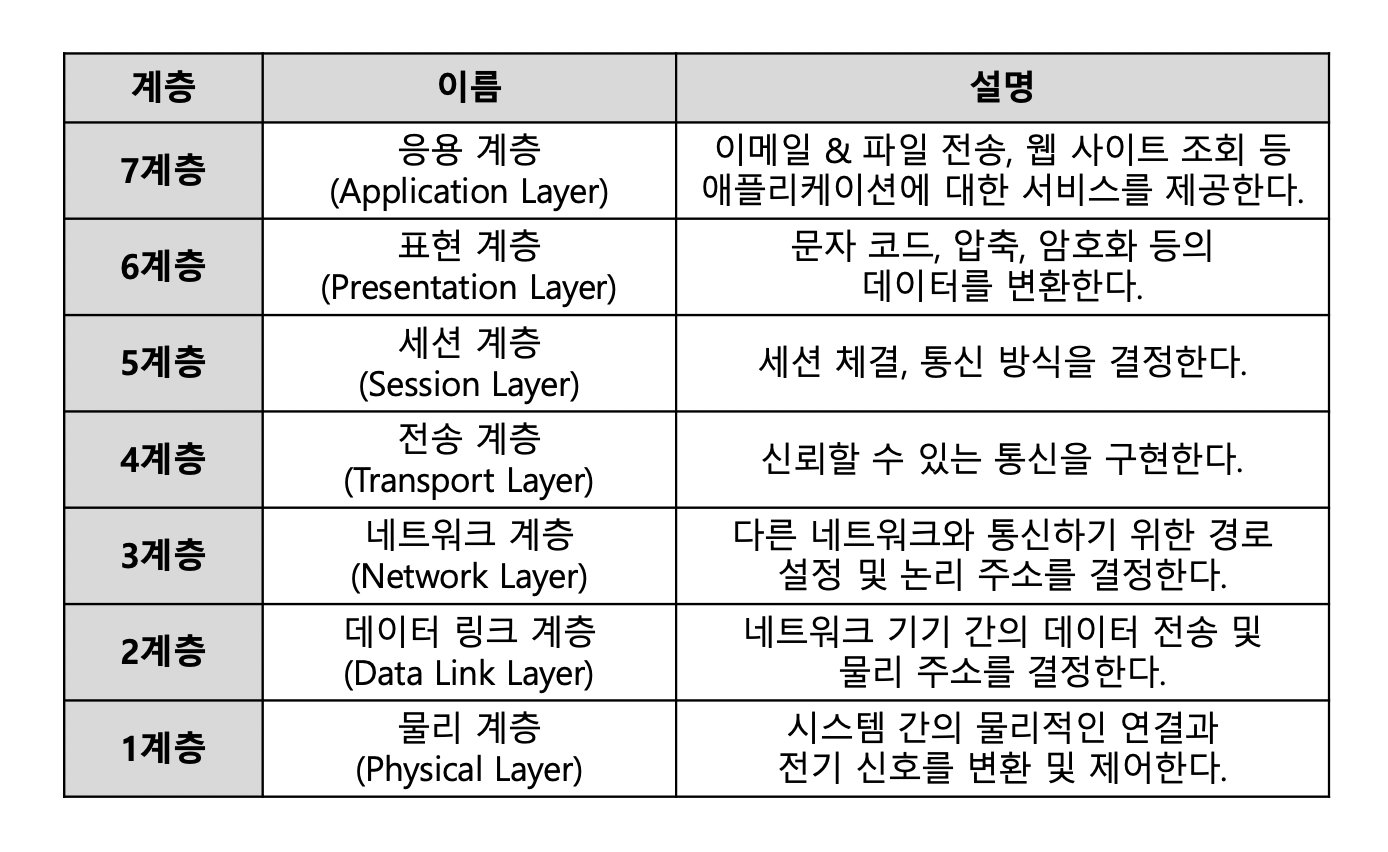 계층 이름 설명
7계층
응용 계층
(Application Layer)
이메일 & 파일 전송, 웹 사이트 조회 등
애플리케이션에 대한 서비스를 제공한다.
6계층
표현 계층
(Presentation Layer)
문자 코드, 압축, 암호화 등의
데이터를 변환한다.
5계층
세션 계층
(Session Layer)
세션 체결, 통신 방식을 결정한다.
4계층
전송 계층
(Transport Layer)
신뢰할 수 있는 통신을 구현한다.
3계층
네트워크 계층
(Network Layer)
다른 네트워크와 통신하기 위한 경로
설정 및 논리 주소를 결정한다.
2계층
데이터 링크 계층
(Data Link Layer)
네트워크 기기 간의 데이터 전송 및
물리 주소를 결정한다.
1계층
물리 계층
(Physical Layer)
시스템 간의 물리적인 연결과
전기 신호를 변환 및 제어한다.